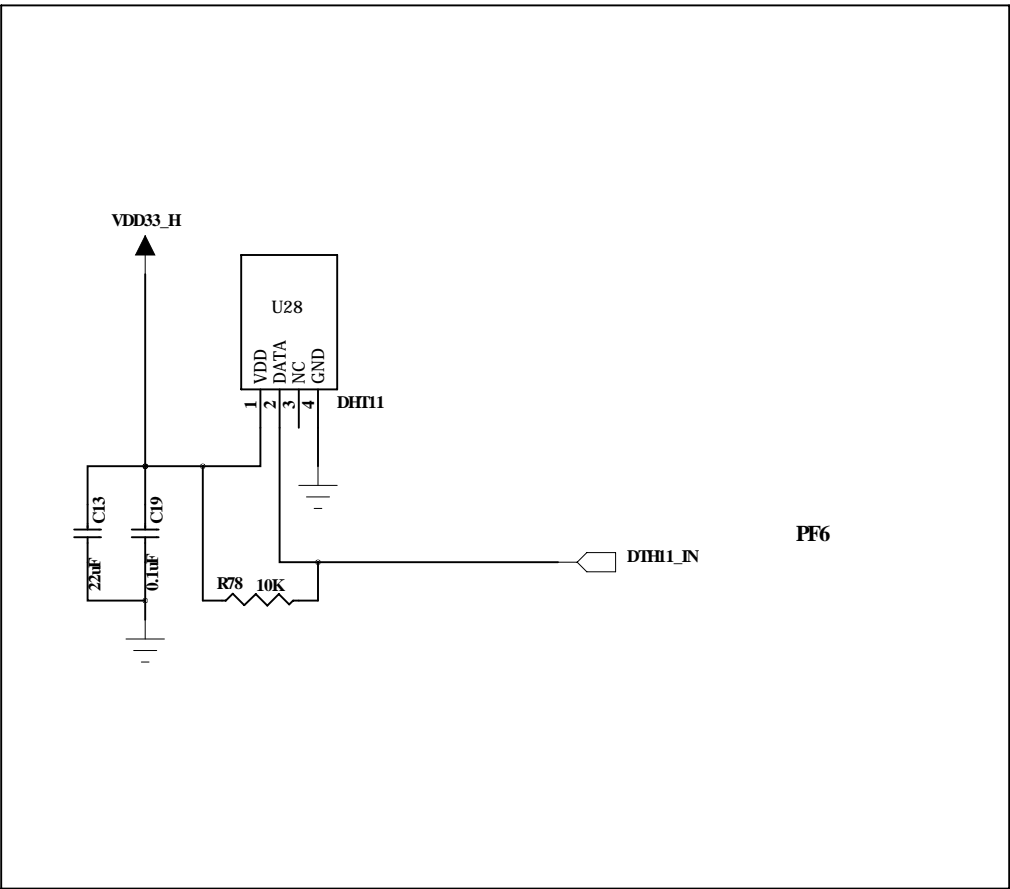 VDD33_H
U28
VDD
DATA
NC
GND
1
2
3
4
DHT11
C13
C19
22uF
0.1uF
R78 10K
DTH11_IN
PF6